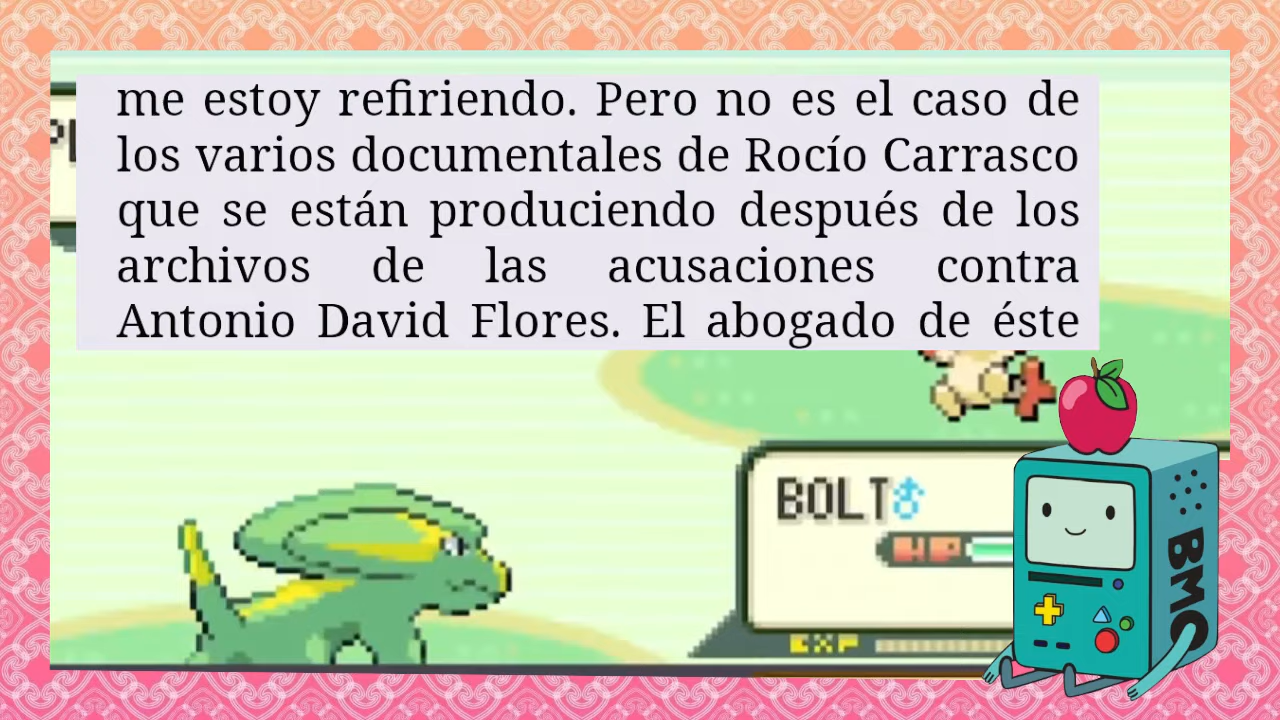 me estoy refiriendo. Pero no es el caso de
los varios documentales de Rocío Carrasco
que se están produciendo después de los
archivos de las acusaciones contra
Antonio David Flores. El abogado de éste
BOLT♂
HP
EXP
BMO